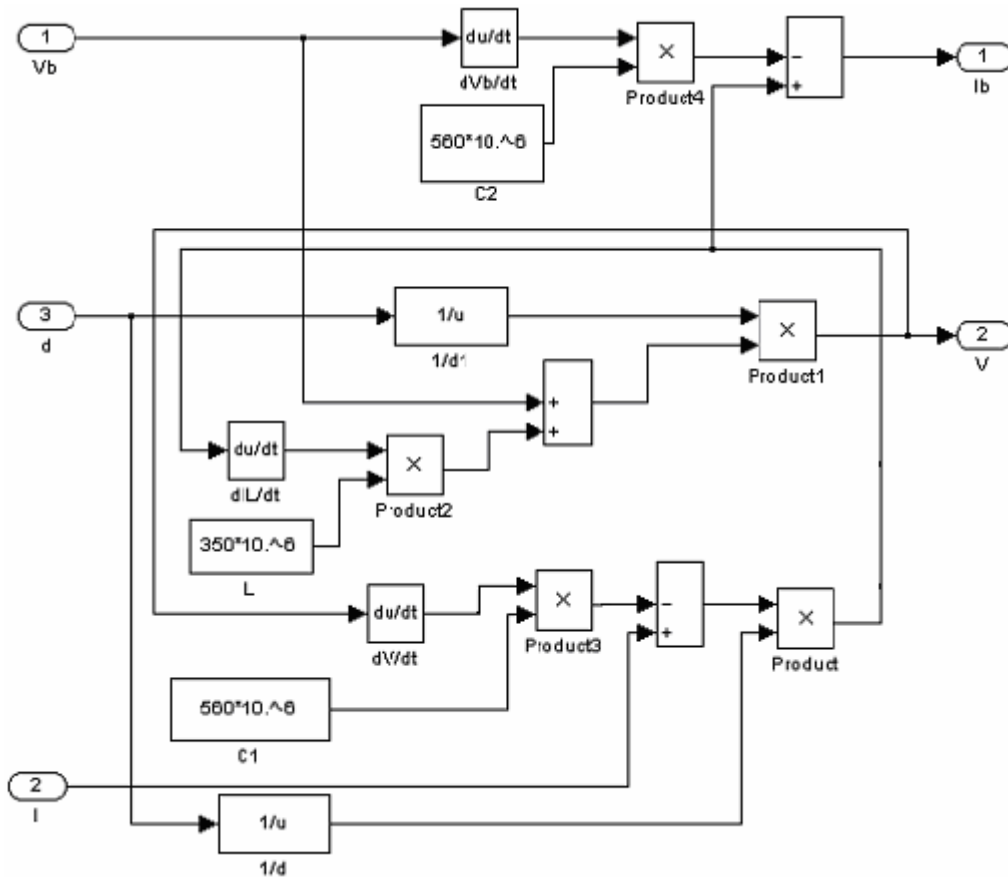 1
Vb
du/dt
dVb/dt
×
Product4
−
+
1
Ib
560*10.^-6
C2
3
d
1/u
1/d1
×
Product1
2
V
+
+
du/dt
dIL/dt
×
Product2
350*10.^-6
L
du/dt
dV/dt
×
Product3
−
+
×
Product
560*10.^-6
C1
2
I
1/u
1/d